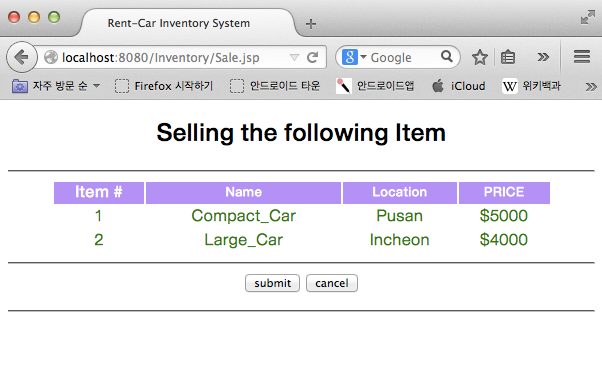 Rent-Car Inventory System
localhost:8080/Inventory/Sale.jsp
Google
자주 방문 순
Firefox 시작하기
안드로이드 타운
안드로이드앱
iCloud
W 위키백과
Selling the following Item
Item # Name Location PRICE
1 Compact_Car Pusan $5000
2 Large_Car Incheon $4000
submit cancel